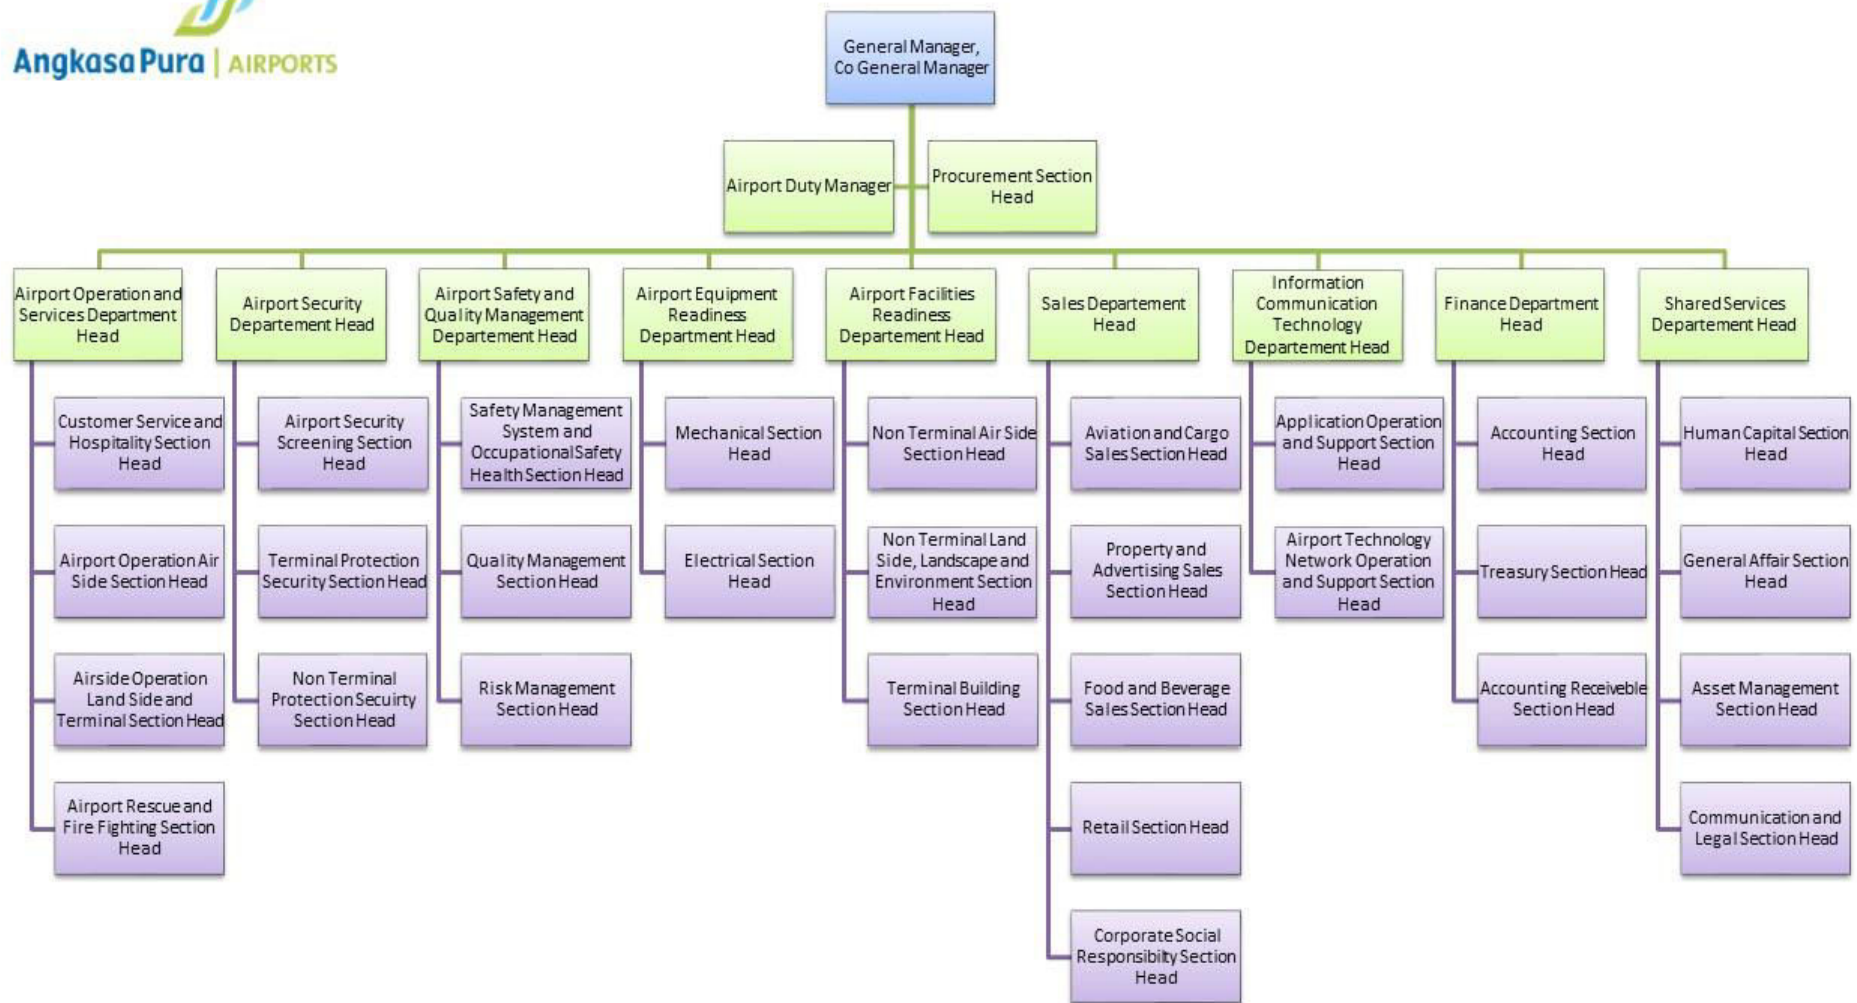 AngkasaPura | AIRPORTS
General Manager,
Co General Manager
Airport Duty Manager
Procurement Section
Head
Airport Operation and
Services Department
Head
Airport Security
Departement Head
Airport Safety and
Quality Management
Departement Head
Airport Equipment
Readiness
Department Head
Airport Facilities
Readiness
Departement Head
Sales Departement
Head
Information
Communication
Technology
Departement Head
Finance Department
Head
Shared Services
Departement Head
Customer Service and
Hospitality Section
Head
Airport Security
Screening Section
Head
Safety Management
System and
Occupational Safety
Health Section Head
Mechanical Section
Head
Non Terminal Air Side
Section Head
Aviation and Cargo
Sales Section Head
Application Operation
and Support Section
Head
Accounting Section
Head
Human Capital Section
Head
Airport Operation Air
Side Section Head
Terminal Protection
Security Section Head
Quality Management
Section Head
Electrical Section
Head
Non Terminal Land
Side, Landscape and
Environment Section
Head
Property and
Advertising Sales
Section Head
Airport Technology
Network Operation
and Support Section
Head
Treasury Section Head
General Affair Section
Head
Airside Operation
Land Side and
Terminal Section Head
Non Terminal
Protection Secuirty
Section Head
Risk Management
Section Head
Terminal Building
Section Head
Food and Beverage
Sales Section Head
Accounting Receiveble
Section Head
Asset Management
Section Head
Airport Rescue and
Fire Fighting Section
Head
Retail Section Head
Communication and
Legal Section Head
Corporate Social
Responsibilty Section
Head